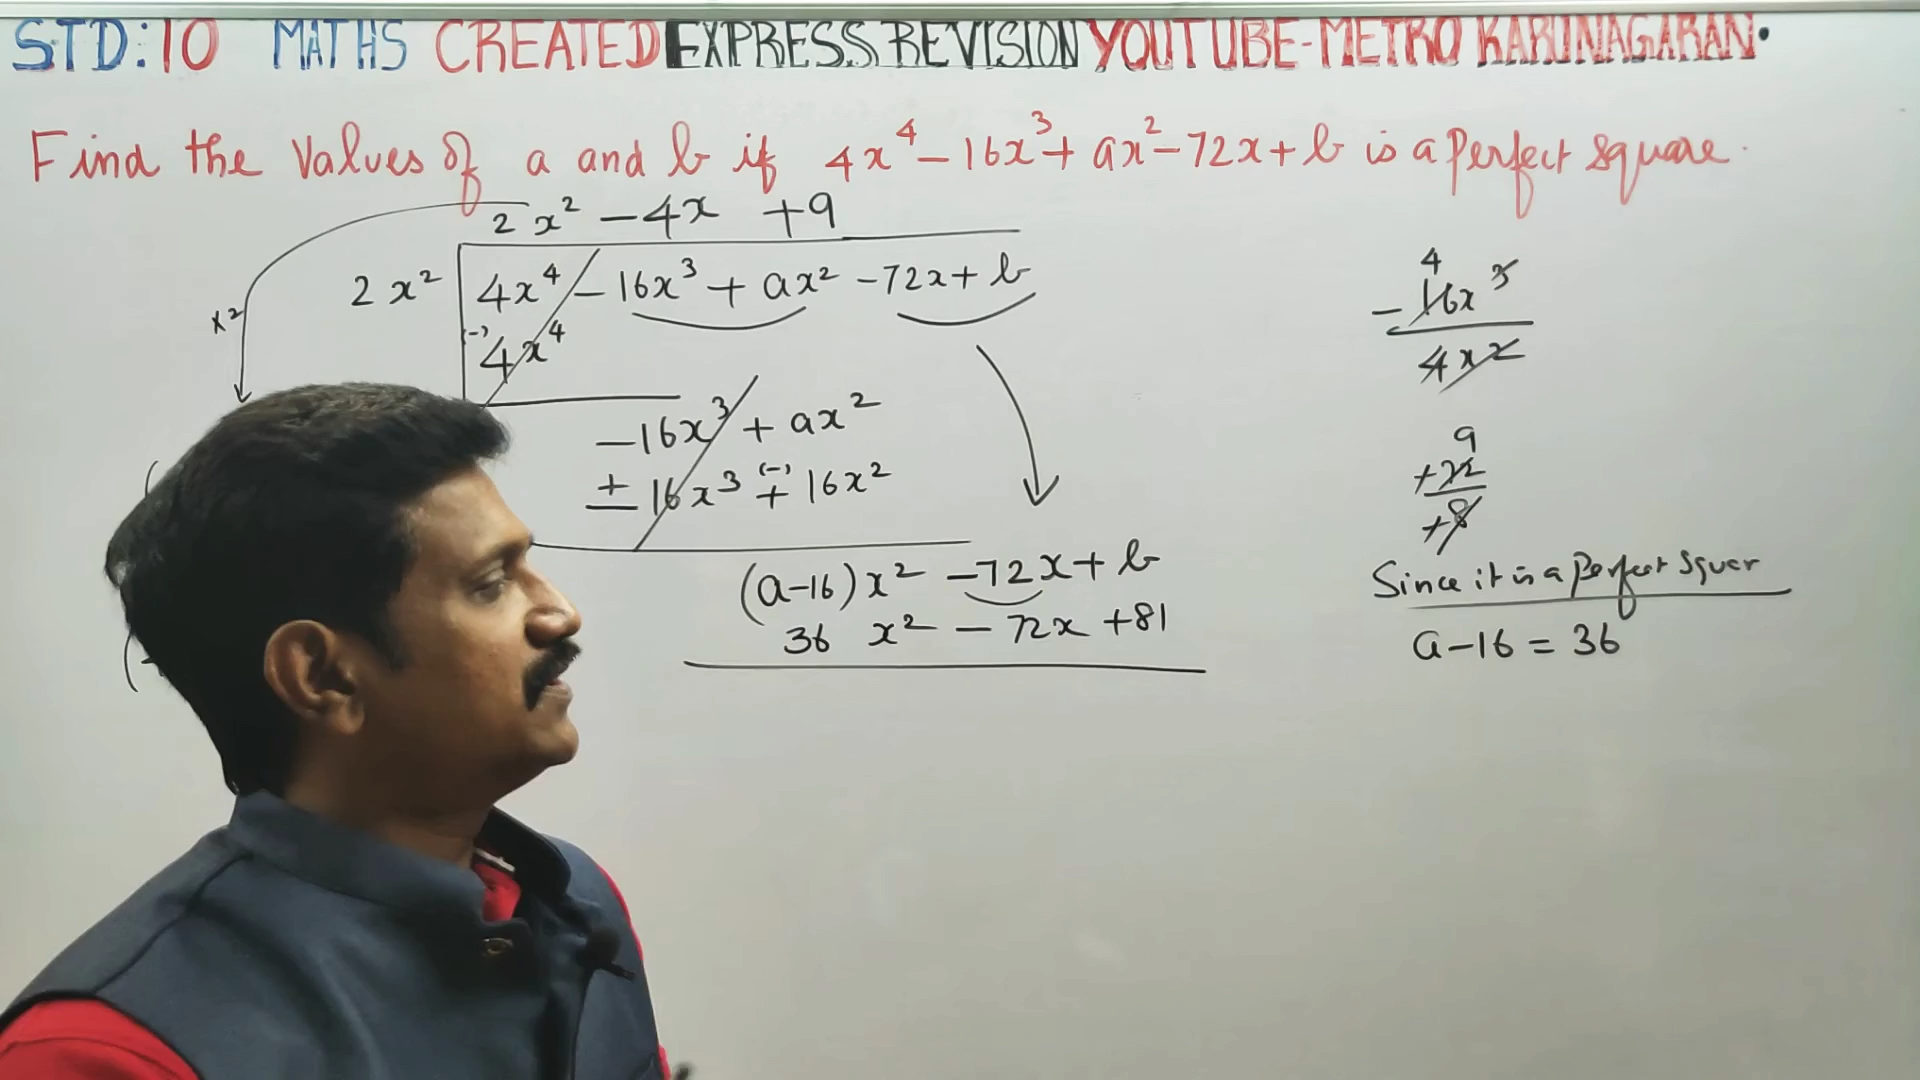 STD:10 MATHS CREATED EXPRESS REVISION YOUTUBE-METRO KARUNAGARAN.
Find the Values of a and b if 4x⁴ - 16x³ + ax² - 72x + b is a perfect square.
2x² - 4x + 9
2x² 4x⁴ - 16x³ + ax² - 72x + b
x2
(-) 4x⁴
-16x³ + ax²
± 16x³ (-) + 16x²
(a-16)x² - 72x + b
36 x² - 72x + 81
4
- 16x³
4x2
9
+72
+8
Since it is a perfect squar
a-16 = 36